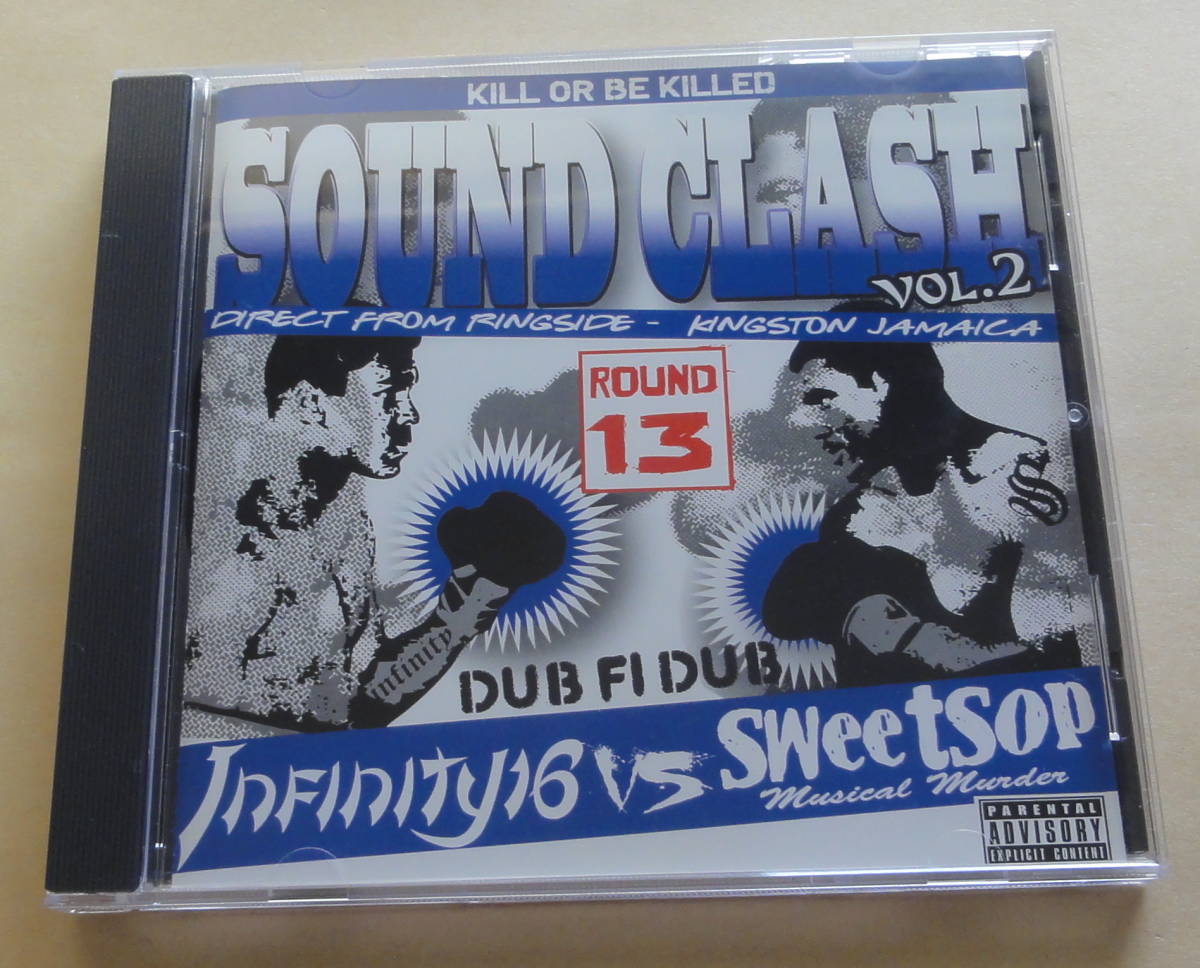 KILL OR BE KILLED
SOUND CLASH
VOL.2
DIRECT FROM RINGSIDE - KINGSTON JAMAICA
ROUND
13
S
infinity
DUB FI DUB
INFINITY16 VS SWEETSOP
Musical Murder
PARENTAL
ADVISORY
EXPLICIT CONTENT